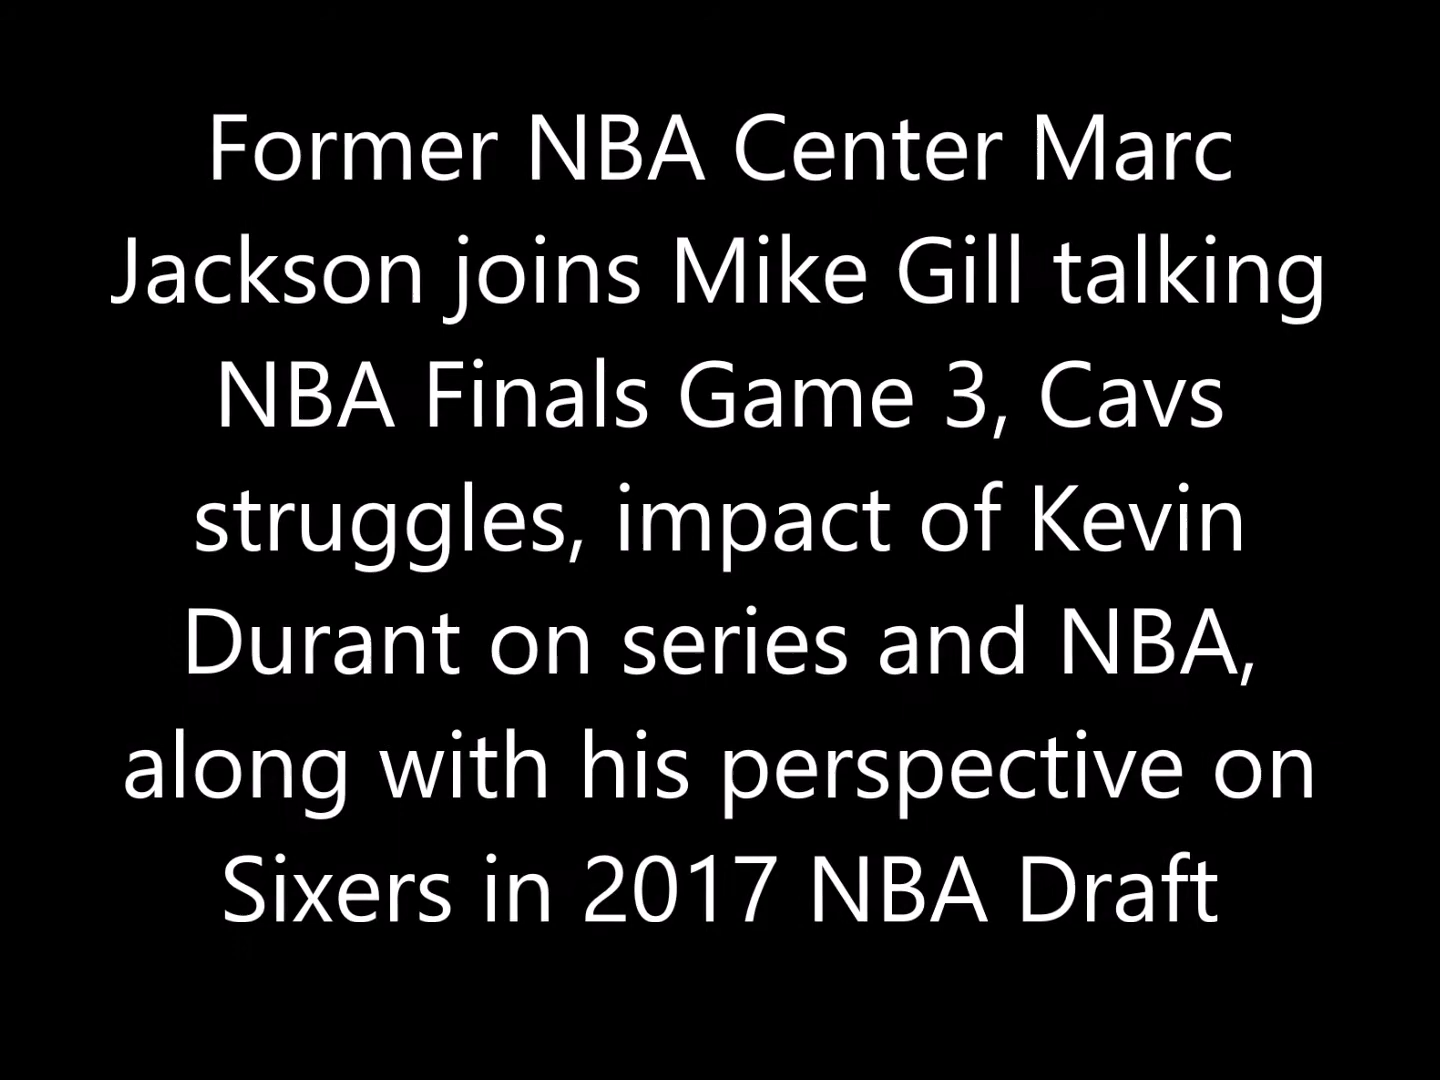 Former NBA Center Marc
Jackson joins Mike Gill talking
NBA Finals Game 3, Cavs
struggles, impact of Kevin
Durant on series and NBA,
along with his perspective on
Sixers in 2017 NBA Draft